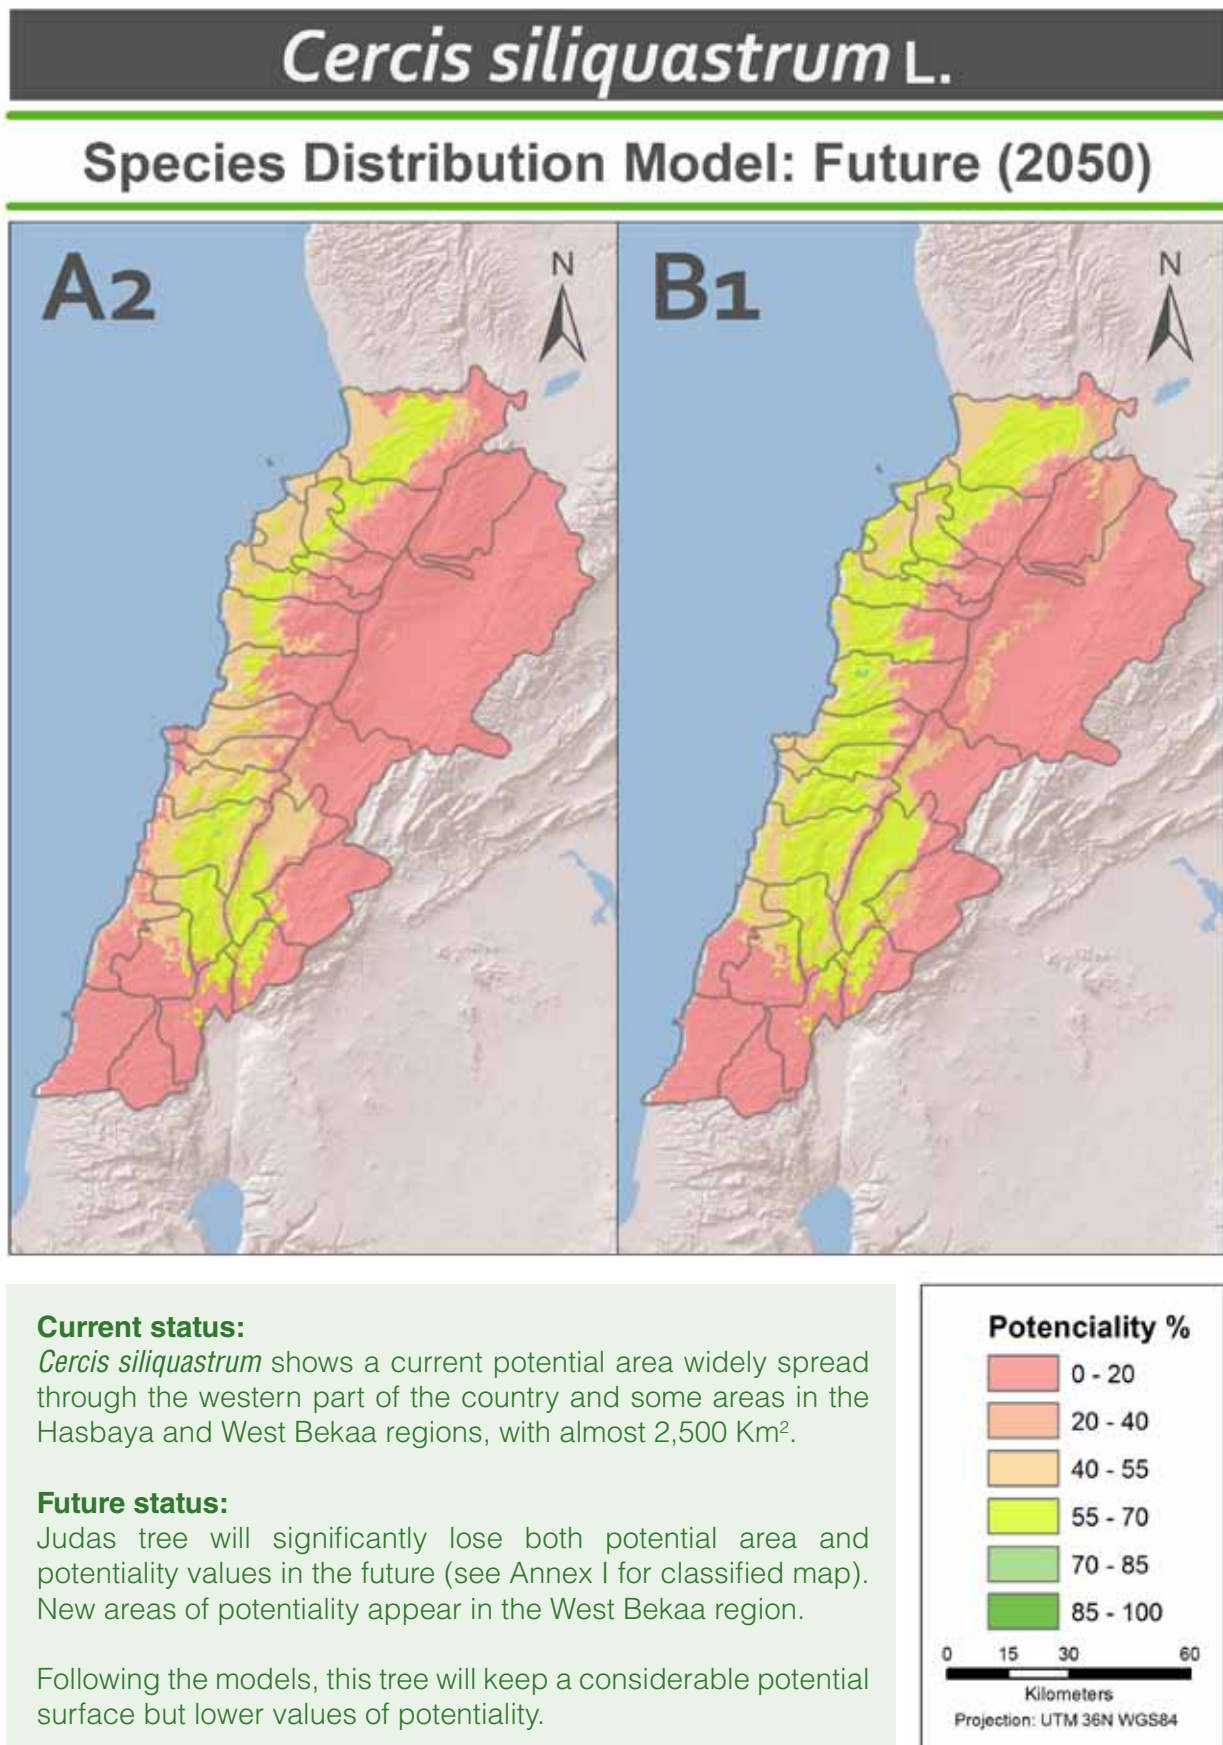 Cercis siliquastrum L.
Species Distribution Model: Future (2050)
A2
N
B1
N
Current status:
Cercis siliquastrum shows a current potential area widely spread
through the western part of the country and some areas in the
Hasbaya and West Bekaa regions, with almost 2,500 Km².
Future status:
Judas tree will significantly lose both potential area and
potentiality values in the future (see Annex I for classified map).
New areas of potentiality appear in the West Bekaa region.
Following the models, this tree will keep a considerable potential
surface but lower values of potentiality.
Potenciality %
0 - 20
20 - 40
40 - 55
55 - 70
70 - 85
85 - 100
0 15 30 60
Kilometers
Projection: UTM 36N WGS84